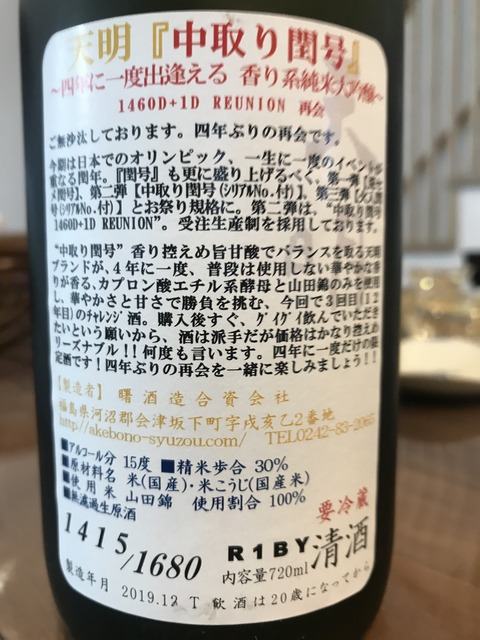 天明『中取り閏号』
～四年に一度出逢える 香り系純米大吟醸～
1460D+1D REUNION 再会
ご無沙汰しております。四年ぶりの再会です。
今期は日本でのオリンピック、一生に一度のイベントが
重なる閏年。『閏号』も更に盛り上げるべく、第一弾【
メ閏号】、第二弾【中取り閏号(ｼﾘｱﾙNo.付)】、第三弾【火入閏
号(ｼﾘｱﾙNo.付)】とお祭り規格に。第二弾は、“中取り閏号
1460D+1D REUNION”。受注生産制を採用しております。
“中取り閏号”香り控えめ旨甘酸でバランスを取る天明
ブランドが、４年に一度、普段は使用しない華やかな香
りが香る、カプロン酸エチル系酵母と山田錦のみを使用
し、華やかさと甘さで勝負を挑む、今回で３回目(１２
年目)のﾁｬﾚﾝｼﾞ酒。購入後すぐ、ｸﾞｲｸﾞｲ飲んでいただき
たいという願いから、酒は派手だが価格はかなり控えめ
リーズナブル！！何度も言います。四年に一度だけの限
定酒です！四年ぶりの再会を一緒に楽しみましょう！！
【製造者】曙酒造合資会社
福島県河沼郡会津坂下町字戌亥乙２番地
http://akebono-syuzou.com/ TEL0242-83-2065
■アルコール分 15度 ■精米歩合 30%
■原材料名 米(国産)・米こうじ(国産米)
■使用米 山田錦 使用割合 100%
■無濾過生原酒
要冷蔵
1415/1680
R1BY 清酒
内容量720ml
製造年月 2019.12 T 飲酒は20歳になってから